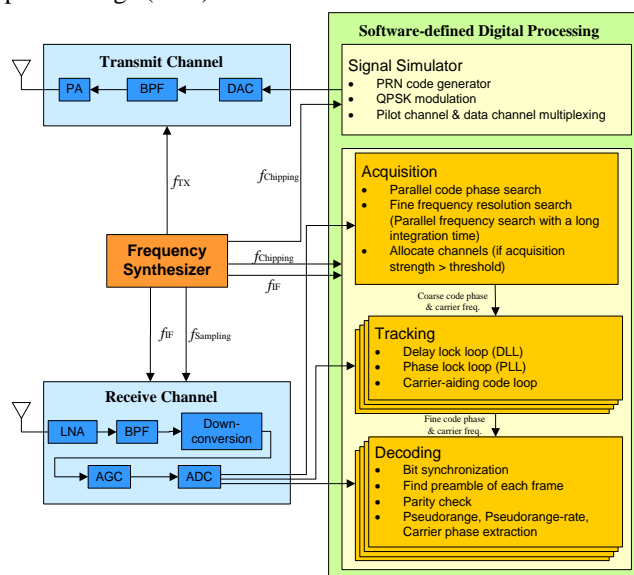 Software-defined Digital Processing
Transmit Channel
PA
BPF
DAC
Signal Simulator
• PRN code generator
• QPSK modulation
• Pilot channel & data channel multiplexing
fTX
fChipping
Frequency
Synthesizer
fChipping
fIF
Acquisition
• Parallel code phase search
• Fine frequency resolution search
(Parallel frequency search with a long
integration time)
• Allocate channels (if acquisition
strength > threshold)
Coarse code phase
& carrier freq.
fIF
fSampling
Tracking
• Delay lock loop (DLL)
• Phase lock loop (PLL)
• Carrier-aiding code loop
Fine code phase
& carrier freq.
Receive Channel
LNA
BPF
Down-
conversion
AGC
ADC
Decoding
• Bit synchronization
• Find preamble of each frame
• Parity check
• Pseudorange, Pseudorange-rate,
Carrier phase extraction